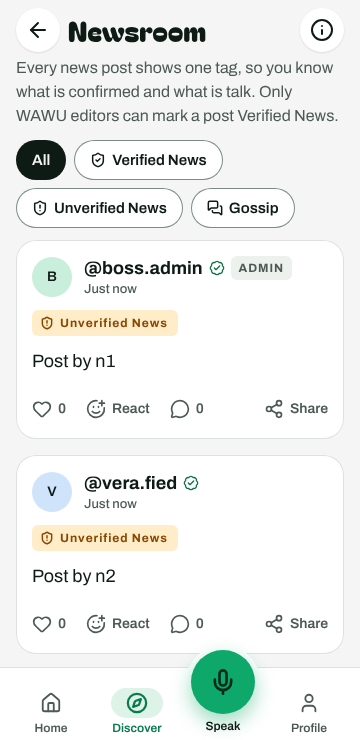 Newsroom
Every news post shows one tag, so you know
what is confirmed and what is talk. Only
WAWU editors can mark a post Verified News.
All
Verified News
Unverified News
Gossip
B
@boss.admin
ADMIN
Just now
Unverified News
Post by n1
0
React
0
Share
V
@vera.fied
Just now
Unverified News
Post by n2
0
React
0
Share
Home
Discover
Speak
Profile